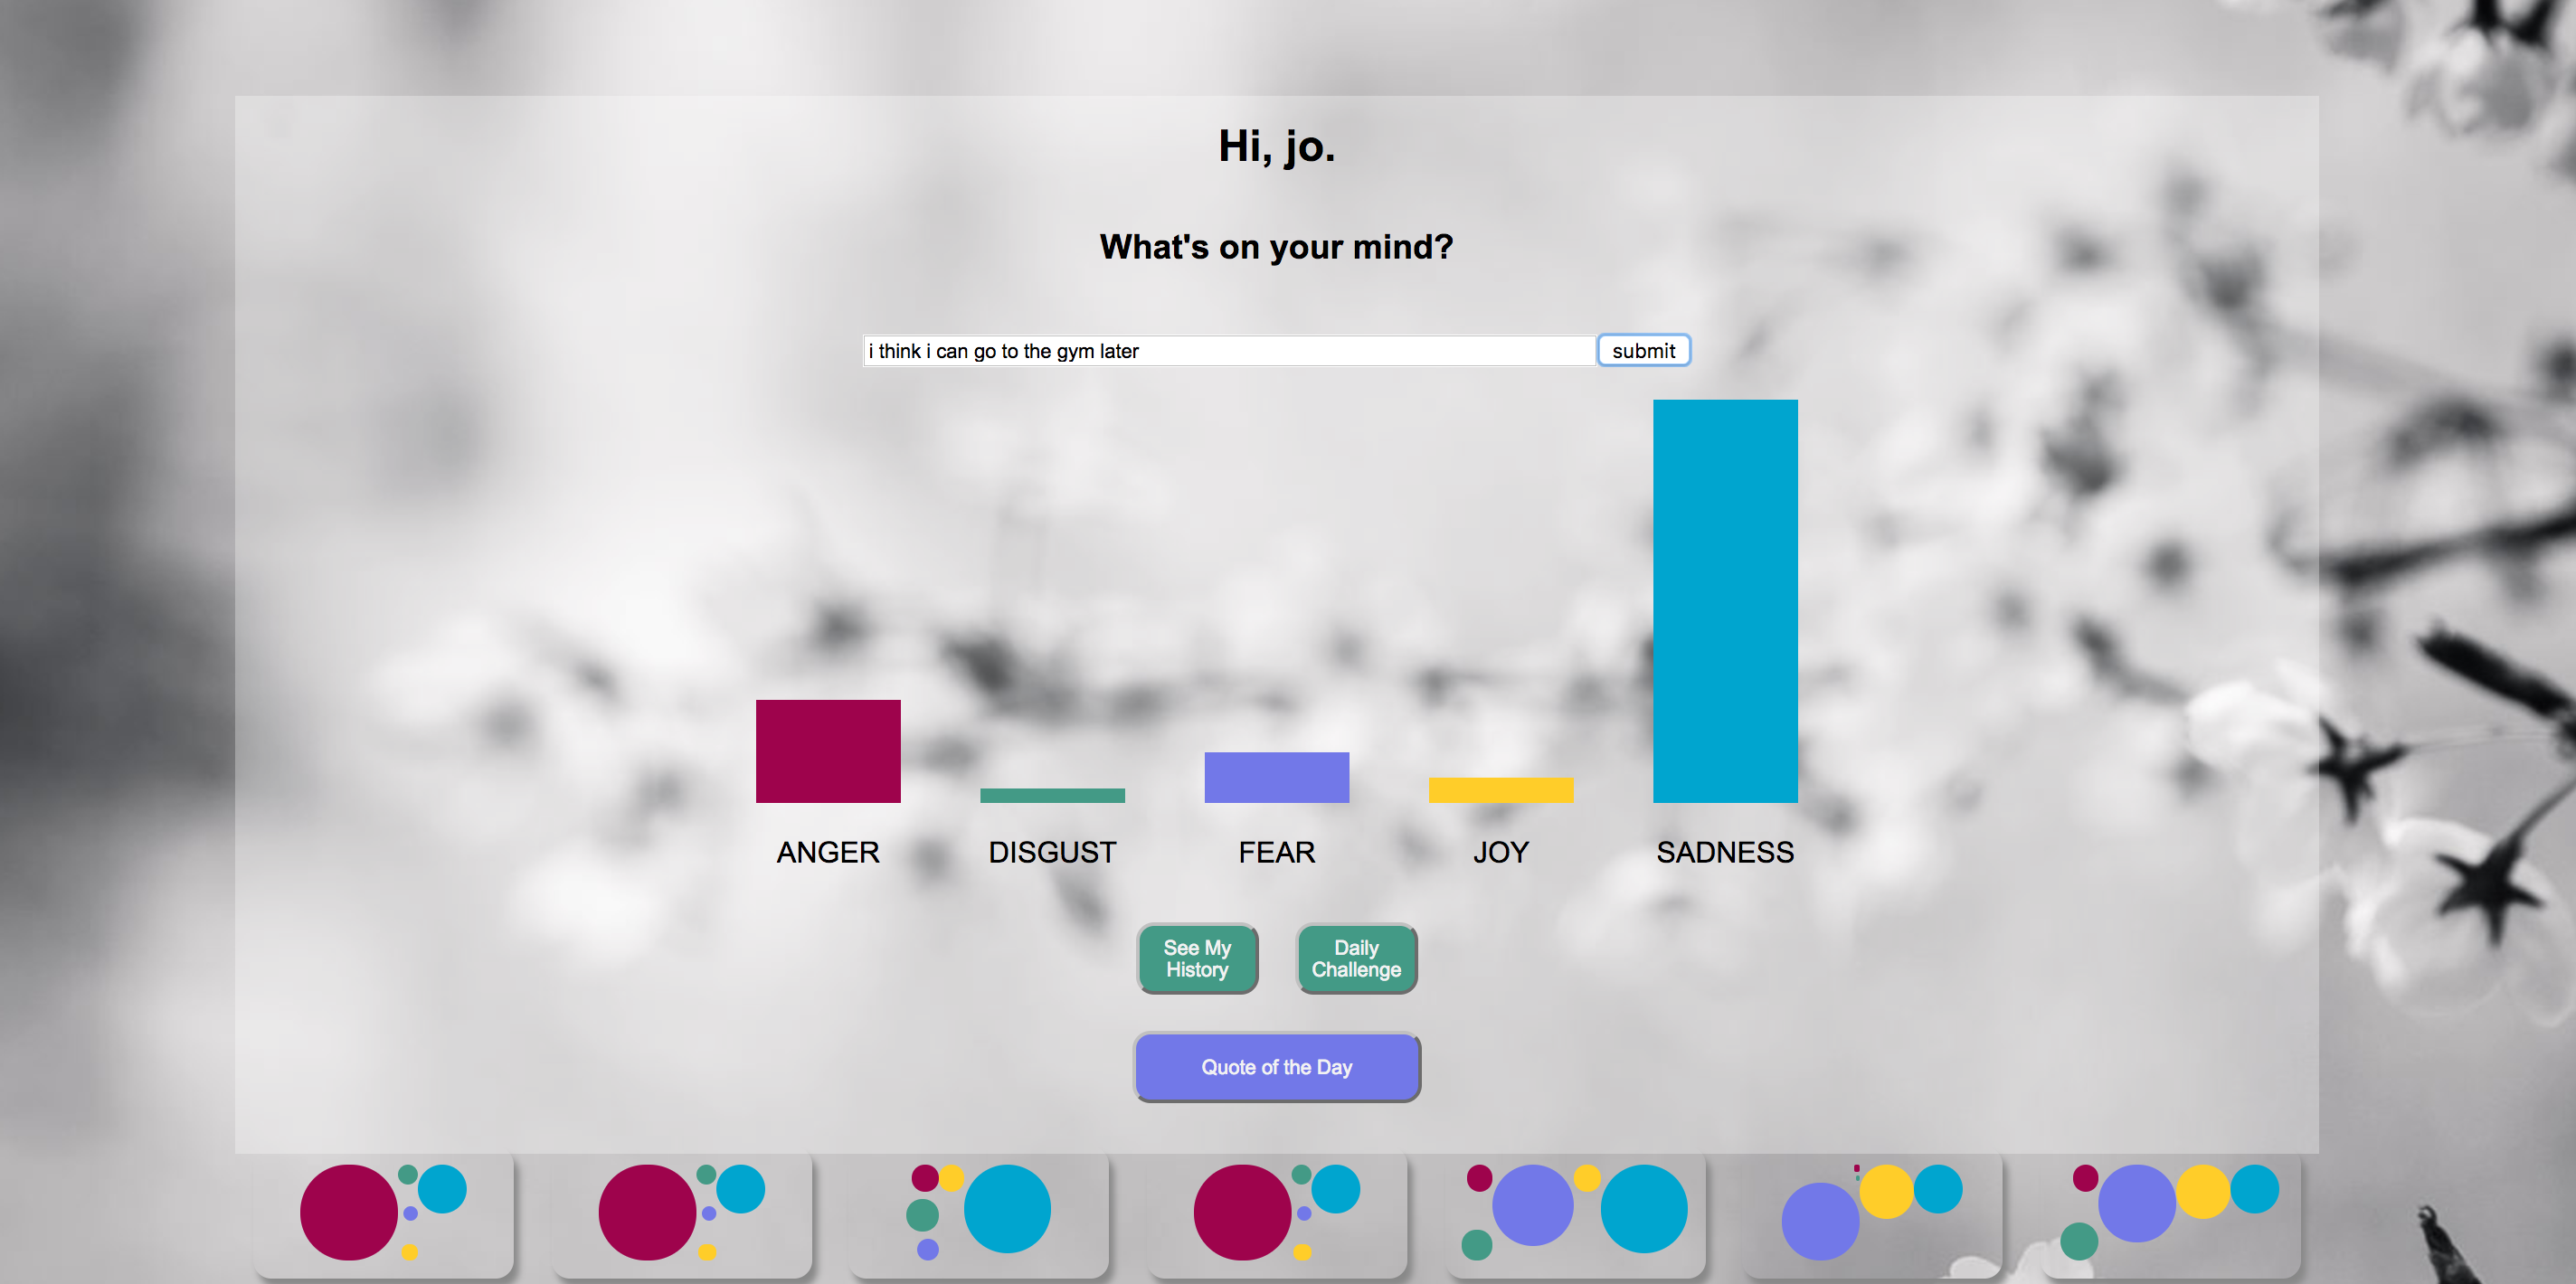 Hi, jo.
What's on your mind?
i think i can go to the gym later submit
ANGER DISGUST FEAR JOY SADNESS
See My Daily
History Challenge
Quote of the Day